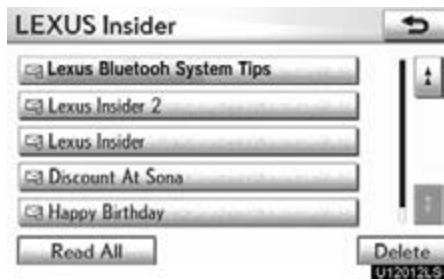 LEXUS Insider
Lexus Bluetooh System Tips
Lexus Insider 2
Lexus Insider
Discount At Sona
Happy Birthday
Read All
Delete
U12012LS